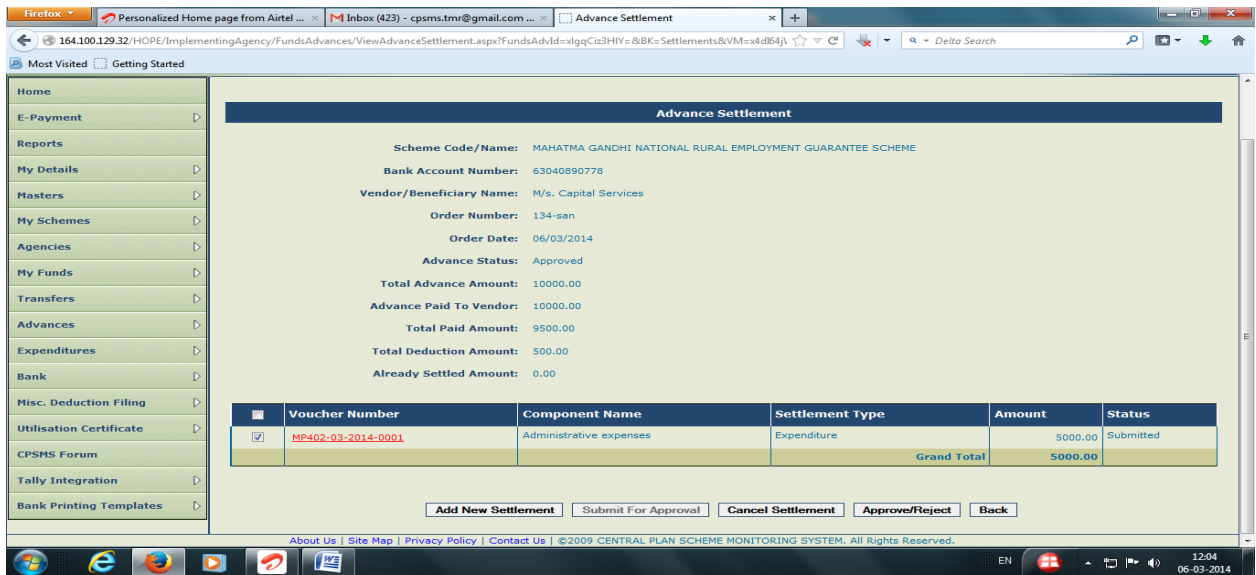 Firefox
Personalized Home page from Airtel ...
Inbox (423) - cpsms.tmr@gmail.com ...
Advance Settlement
164.100.129.32/HOPE/ImplementingAgency/FundsAdvances/ViewAdvanceSettlement.aspx?FundsAdvId=xIgqCiz3HIY=&BK=Settlements&VM=
Delta Search
Most Visited Getting Started
Home
E-Payment
Reports
My Details
Masters
My Schemes
Agencies
My Funds
Transfers
Advances
Expenditures
Bank
Misc. Deduction Filing
Utilisation Certificate
CPSMS Forum
Tally Integration
Bank Printing Templates
Advance Settlement
Scheme Code/Name: MAHATMA GANDHI NATIONAL RURAL EMPLOYMENT GUARANTEE SCHEME
Bank Account Number: 63040890778
Vendor/Beneficiary Name: M/s. Capital Services
Order Number: 134-san
Order Date: 06/03/2014
Advance Status: Approved
Total Advance Amount: 10000.00
Advance Paid To Vendor: 10000.00
Total Paid Amount: 9500.00
Total Deduction Amount: 500.00
Already Settled Amount: 0.00
Voucher Number Component Name Settlement Type Amount Status
MP402-03-2014-0001 Administrative expenses Expenditure 5000.00 Submitted
Grand Total 5000.00
Add New Settlement Submit For Approval Cancel Settlement Approve/Reject Back
About Us | Site Map | Privacy Policy | Contact Us | ©2009 CENTRAL PLAN SCHEME MONITORING SYSTEM. All Rights Reserved.
EN
12:04
06-03-2014